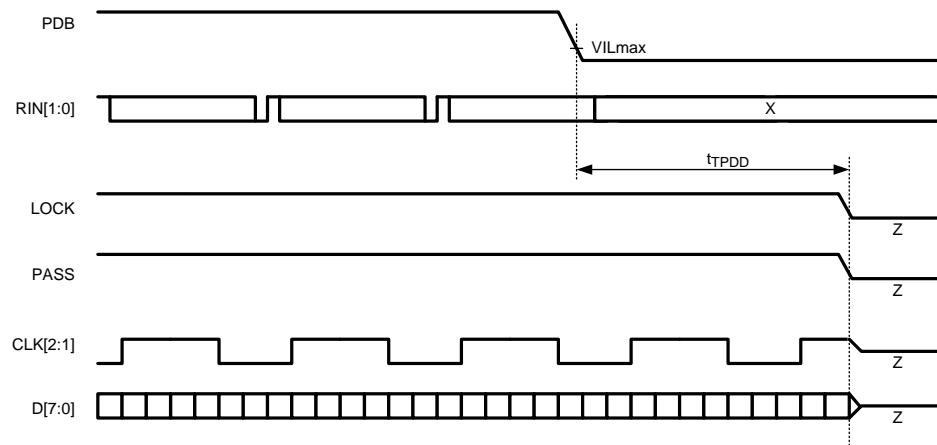 PDB
VILmax
RIN[1:0]
X
tTPDD
LOCK
Z
PASS
Z
CLK[2:1]
Z
D[7:0]
Z